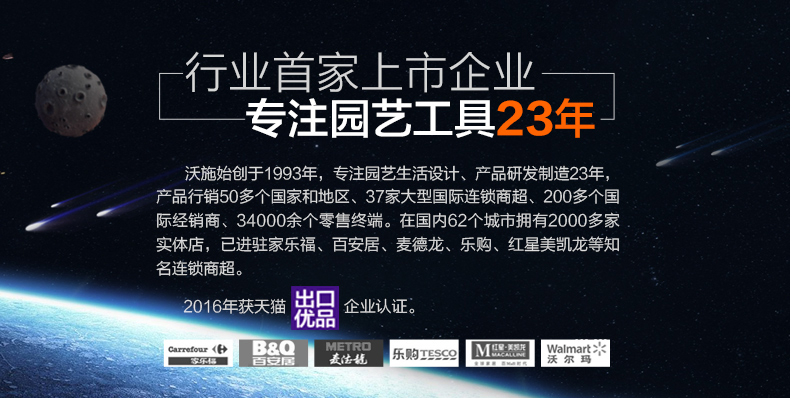 行业首家上市企业
专注园艺工具23年
沃施始创于1993年，专注园艺生活设计、产品研发制造23年，
产品行销50多个国家和地区、37家大型国际连锁商超、200多个国
际经销商、34000余个零售终端。在国内62个城市拥有2000多家
实体店，已进驻家乐福、百安居、麦德龙、乐购、红星美凯龙等知
名连锁商超。
2016年获天猫 出口优品 企业认证。
Carrefour 家乐福
B&Q 百安居
METRO 麦德龙
乐购TESCO
M 红星·美凯龙 MACALLINE
Walmart 沃尔玛